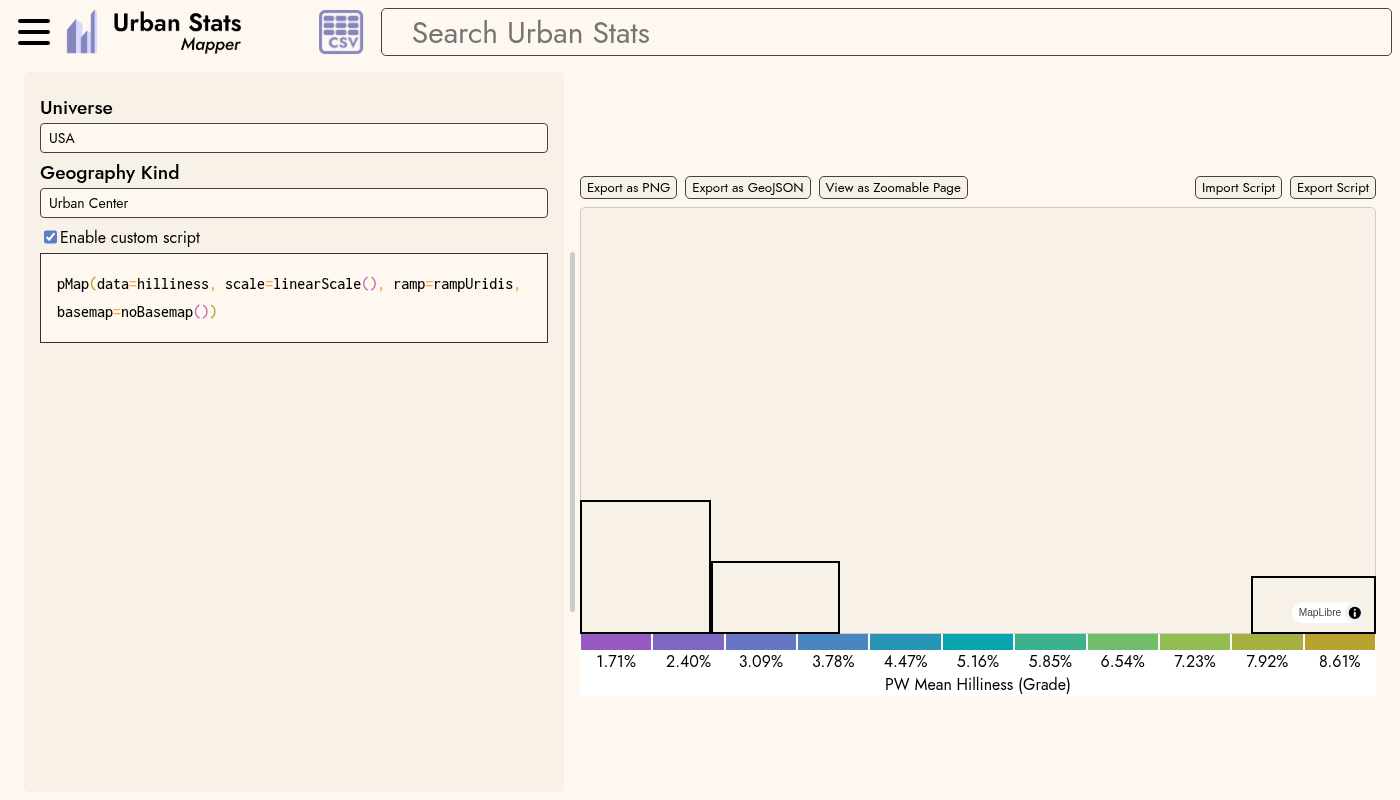 Urban Stats
Mapper
CSV
Search Urban Stats
Universe
USA
Geography Kind
Urban Center
Enable custom script
pMap(data=hilliness, scale=linearScale(), ramp=rampUridis,
basemap=noBasemap())
Export as PNG
Export as GeoJSON
View as Zoomable Page
Import Script
Export Script
MapLibre
1.71%
2.40%
3.09%
3.78%
4.47%
5.16%
5.85%
6.54%
7.23%
7.92%
8.61%
PW Mean Hilliness (Grade)